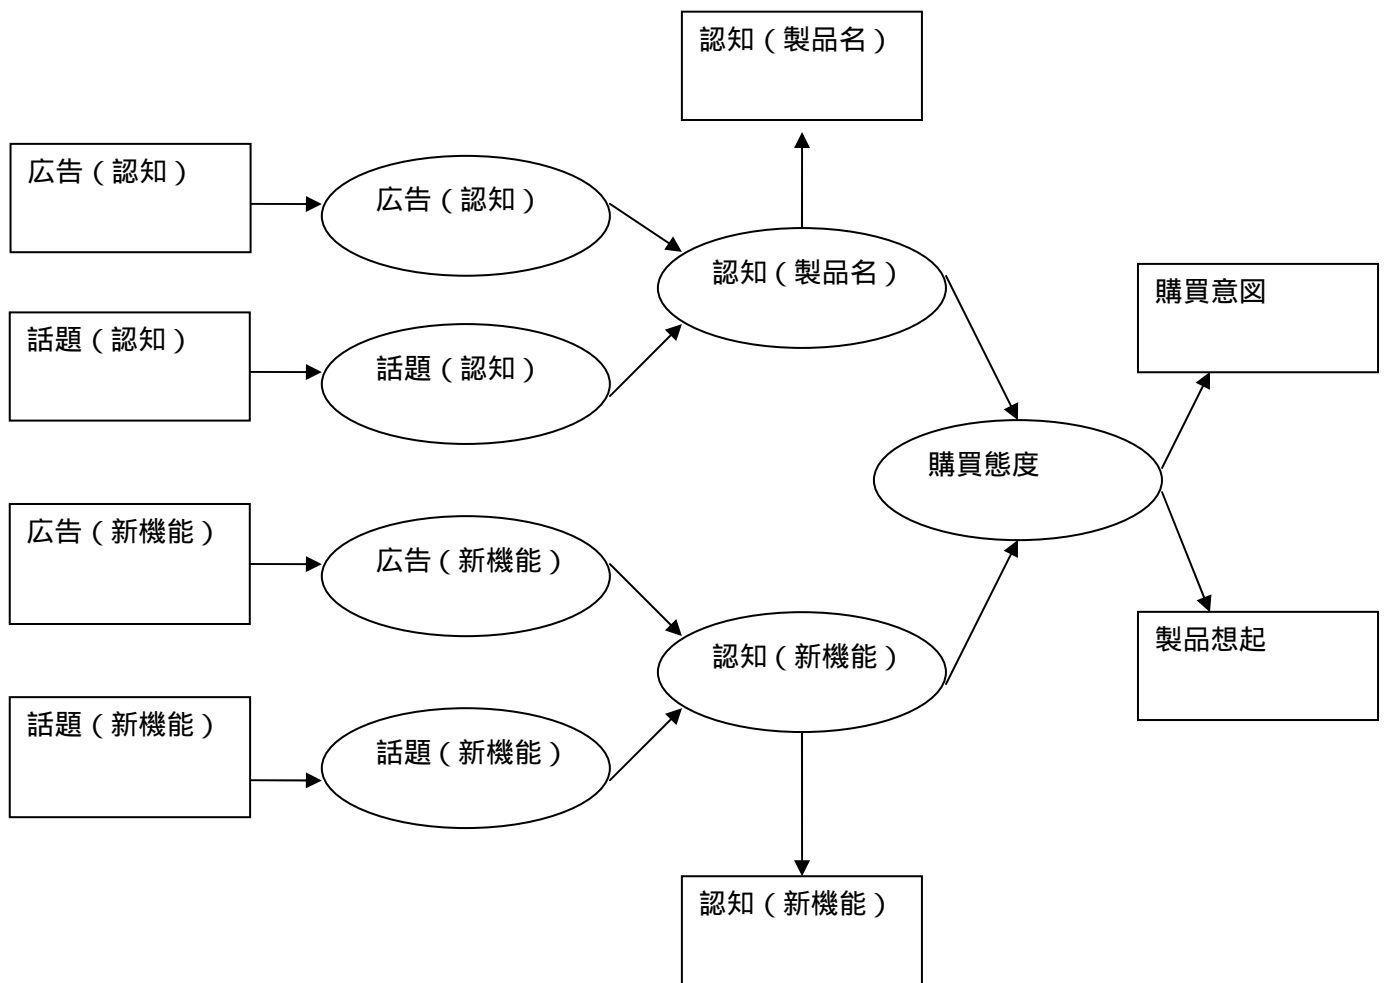 認知（製品名）
広告（認知）
広告（認知）
認知（製品名）
購買意図
話題（認知）
話題（認知）
購買態度
広告（新機能）
広告（新機能）
認知（新機能）
製品想起
話題（新機能）
話題（新機能）
認知（新機能）